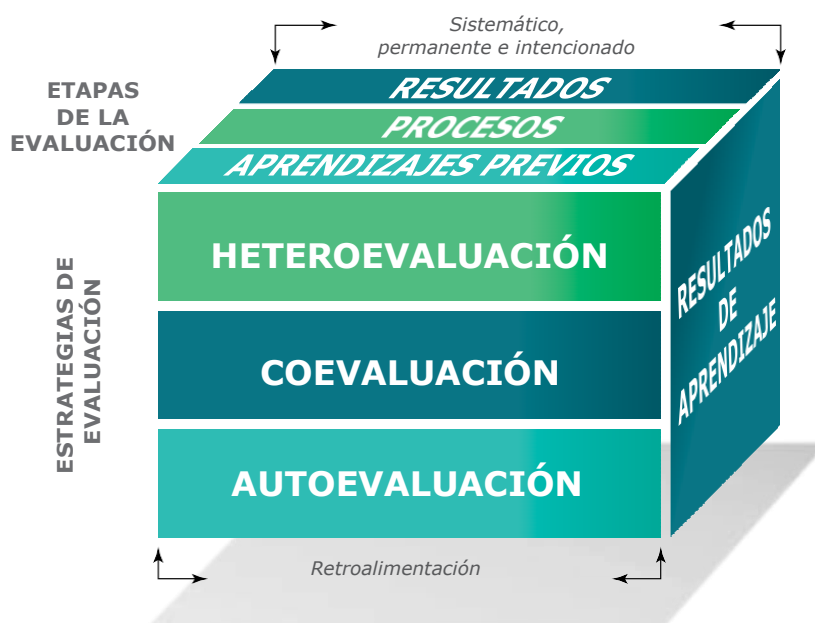 Sistemático,
permanente e intencionado
ETAPAS
DE LA
EVALUACIÓN
RESULTADOS
PROCESOS
APRENDIZAJES PREVIOS
ESTRATEGIAS DE
EVALUACIÓN
HETEROEVALUACIÓN
COEVALUACIÓN
AUTOEVALUACIÓN
RESULTADOS
DE
APRENDIZAJE
Retroalimentación